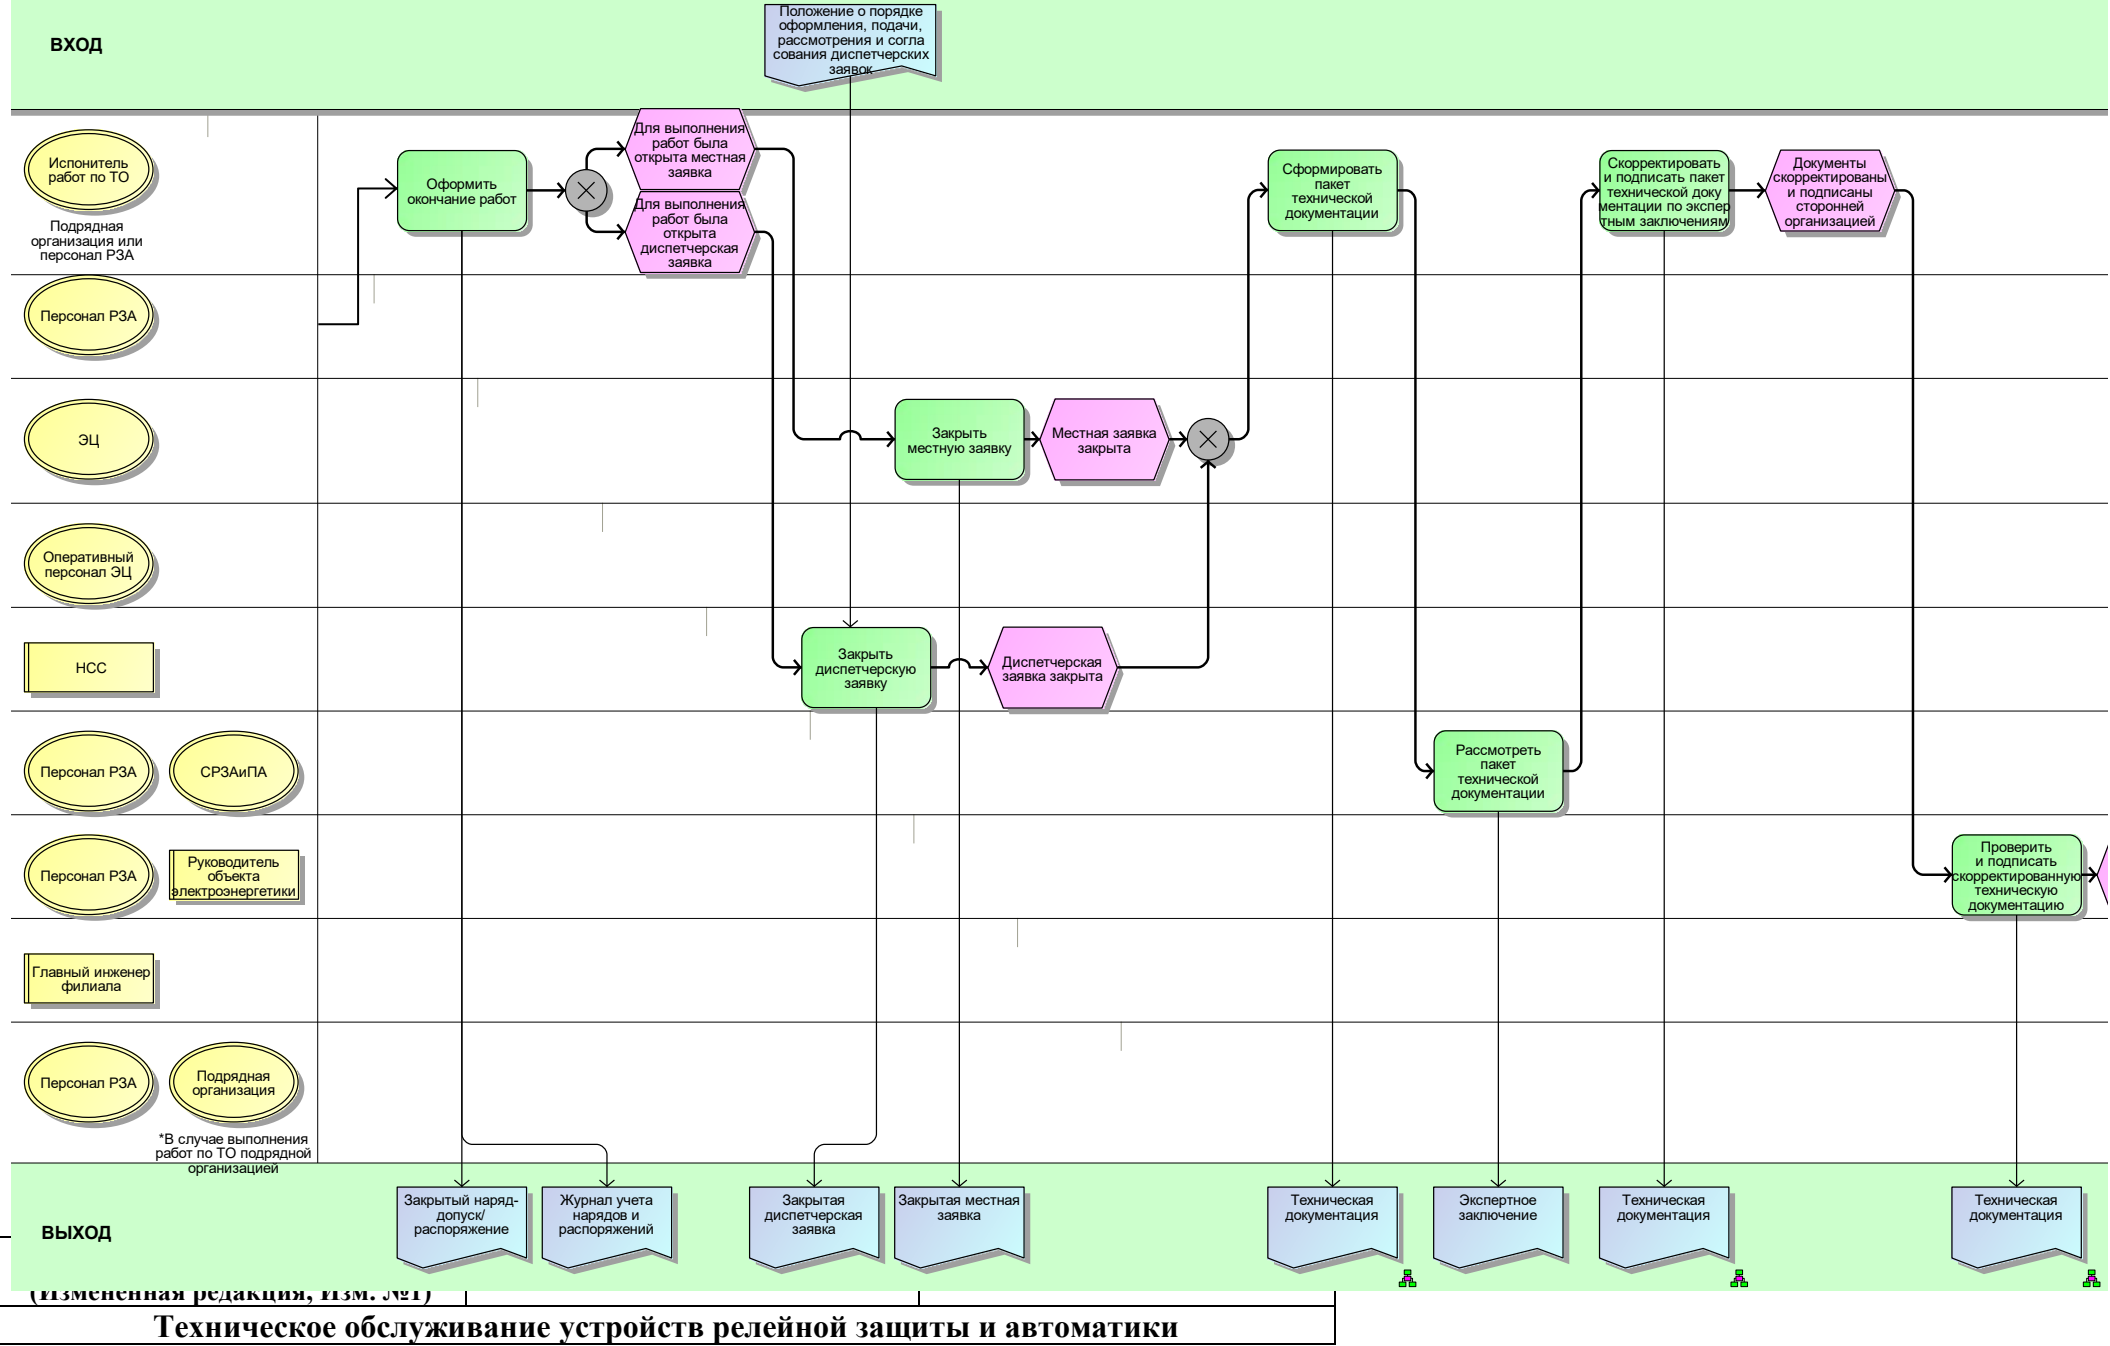 Положение о порядке
оформления, подачи,
рассмотрения и согла
сования диспетчерских
заявок
ВХОД
Испонитель
работ по ТО
Подрядная
организация или
персонал РЗА
Оформить
окончание работ
Для выполнения
работ была
открыта местная
заявка
Для выполнения
работ была
открыта
диспетчерская
заявка
Сформировать
пакет
технической
документации
Скорректировать
и подписать пакет
технической доку
ментации по экспер
тным заключениям
Документы
скорректированы
и подписаны
сторонней
организацией
Персонал РЗА
ЭЦ
Закрыть
местную заявку
Местная заявка
закрыта
Оперативный
персонал ЭЦ
НСС
Закрыть
диспетчерскую
заявку
Диспетчерская
заявка закрыта
Персонал РЗА
СРЗАиПА
Рассмотреть
пакет
технической
документации
Персонал РЗА
Руководитель
объекта
электроэнергетики
Проверить
и подписать
скорректированную
техническую
документацию
Главный инженер
филиала
Персонал РЗА
Подрядная
организация
*В случае выполнения
работ по ТО подрядной
организацией
ВЫХОД
Закрытый наряд-
допуск/
распоряжение
Журнал учета
нарядов и
распоряжений
Закрытая
диспетчерская
заявка
Закрытая местная
заявка
Техническая
документация
Экспертное
заключение
Техническая
документация
Техническая
документация
(Измененная редакция, Изм. №1)
Техническое обслуживание устройств релейной защиты и автоматики